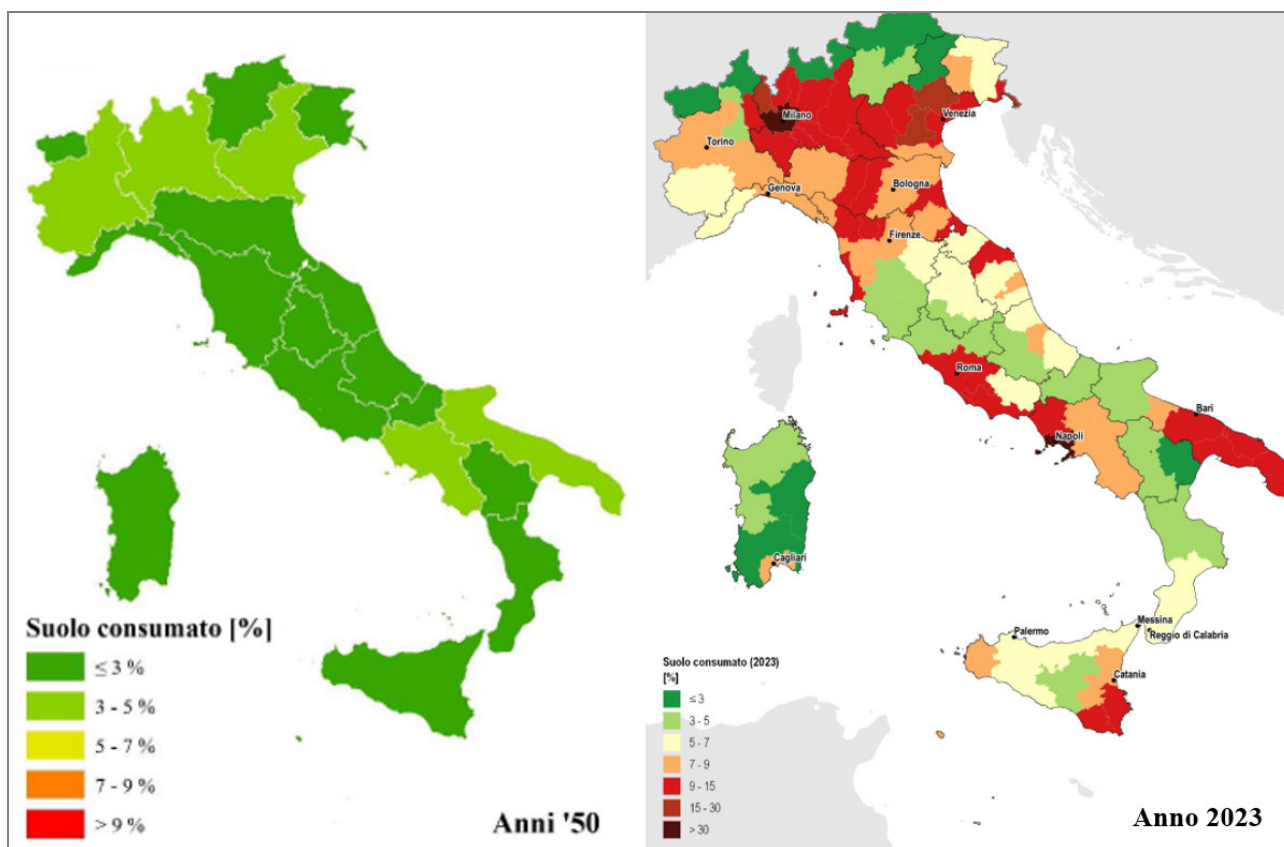 Suolo consumato [%]
≤ 3 %
3 - 5 %
5 - 7 %
7 - 9 %
> 9 %
Anni '50
Milano
Venezia
Torino
Genova
Bologna
Firenze
Roma
Bari
Napoli
Cagliari
Messina
Palermo
Reggio di Calabria
Catania
Suolo consumato (2023)
[%]
≤ 3
3 - 5
5 - 7
7 - 9
9 - 15
15 - 30
> 30
Anno 2023